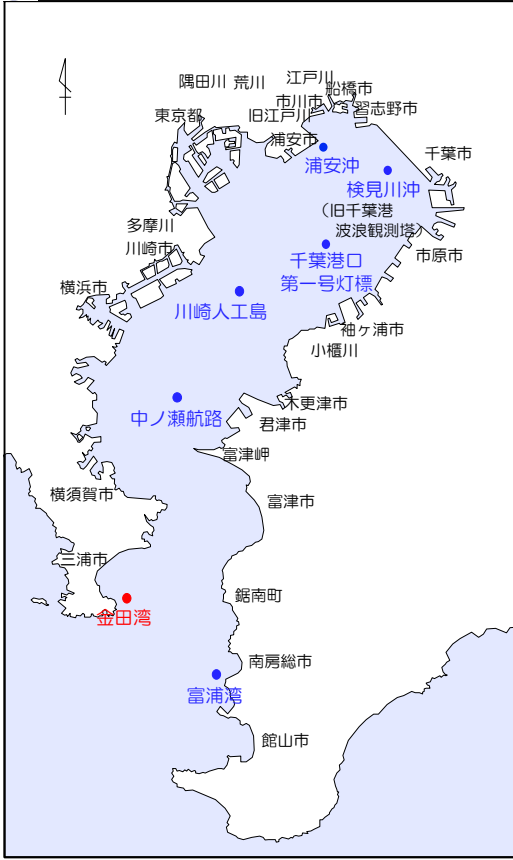 江戸川
船橋市
隅田川 荒川
市川市
習志野市
東京都
旧江戸川
浦安市
浦安沖
千葉市
検見川沖
(旧千葉港
波浪観測塔)
多摩川
川崎市
千葉港口
第一号灯標
市原市
横浜市
川崎人工島
袖ヶ浦市
小櫃川
木更津市
中ノ瀬航路
君津市
富津岬
横須賀市
富津市
三浦市
金田湾
鋸南町
南房総市
富浦湾
館山市